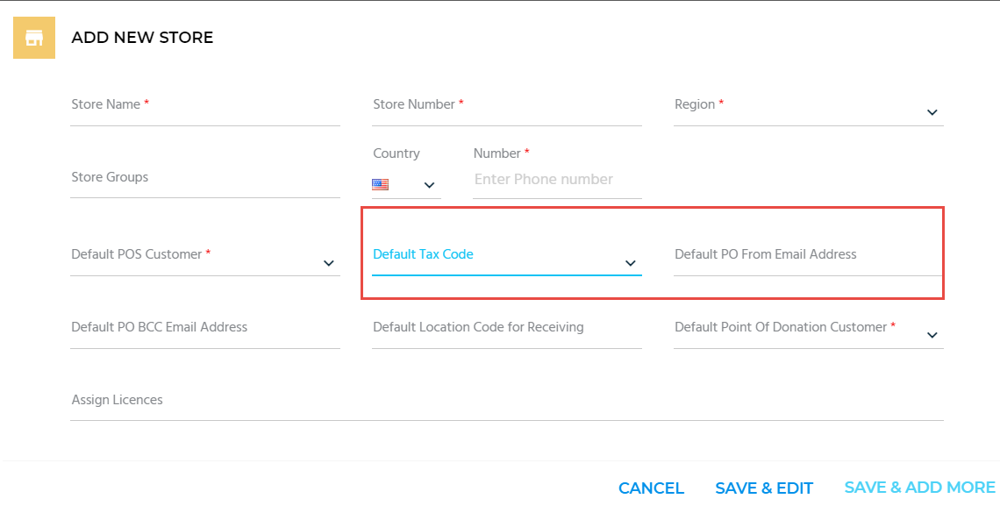 ADD NEW STORE
Store Name *
Store Number *
Region *
Store Groups
Country
Number *
Enter Phone number
Default POS Customer *
Default Tax Code
Default PO From Email Address
Default PO BCC Email Address
Default Location Code for Receiving
Default Point Of Donation Customer *
Assign Licences
CANCEL
SAVE & EDIT
SAVE & ADD MORE